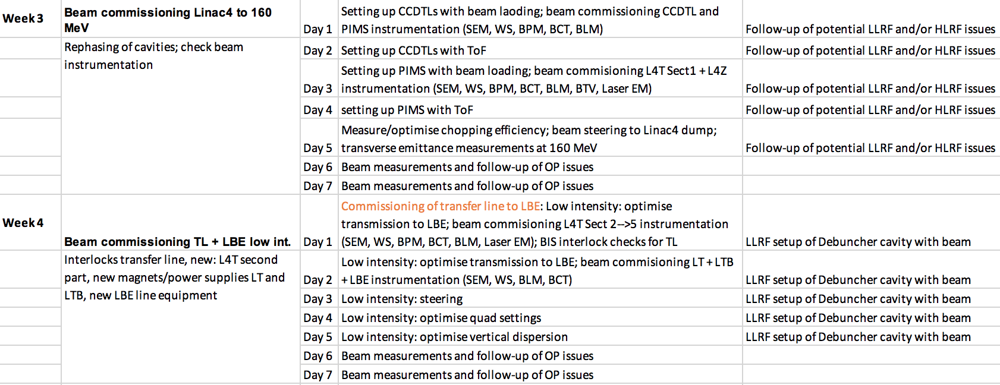 Week 3
Beam commissioning Linac4 to 160
MeV
Day 1
Setting up CCDTLs with beam laoding; beam commissioning CCDTL and
PIMS instrumentation (SEM, WS, BPM, BCT, BLM)
Follow-up of potential LLRF and/or HLRF issues
Rephasing of cavities; check beam
instrumentation
Day 2
Setting up CCDTLs with ToF
Follow-up of potential LLRF and/or HLRF issues
Day 3
Setting up PIMS with beam loading; beam commisioning L4T Sect1 + L4Z
instrumentation (SEM, WS, BPM, BCT, BLM, BTV, Laser EM)
Follow-up of potential LLRF and/or HLRF issues
Day 4
setting up PIMS with ToF
Follow-up of potential LLRF and/or HLRF issues
Day 5
Measure/optimise chopping efficiency; beam steering to Linac4 dump;
transverse emittance measurements at 160 MeV
Follow-up of potential LLRF and/or HLRF issues
Day 6
Beam measurements and follow-up of OP issues
Day 7
Beam measurements and follow-up of OP issues
Week 4
Beam commissioning TL + LBE low int.
Day 1
Commissioning of transfer line to LBE: Low intensity: optimise
transmission to LBE; beam commisioning L4T Sect 2-->5 instrumentation
(SEM, WS, BPM, BCT, BLM, Laser EM); BIS interlock checks for TL
LLRF setup of Debuncher cavity with beam
Interlocks transfer line, new: L4T second
part, new magnets/power supplies LT and
LTB, new LBE line equipment
Day 2
Low intensity: optimise transmission to LBE; beam commisioning LT + LTB
+ LBE instrumentation (SEM, WS, BLM, BCT)
LLRF setup of Debuncher cavity with beam
Day 3
Low intensity: steering
LLRF setup of Debuncher cavity with beam
Day 4
Low intensity: optimise quad settings
LLRF setup of Debuncher cavity with beam
Day 5
Low intensity: optimise vertical dispersion
LLRF setup of Debuncher cavity with beam
Day 6
Beam measurements and follow-up of OP issues
Day 7
Beam measurements and follow-up of OP issues